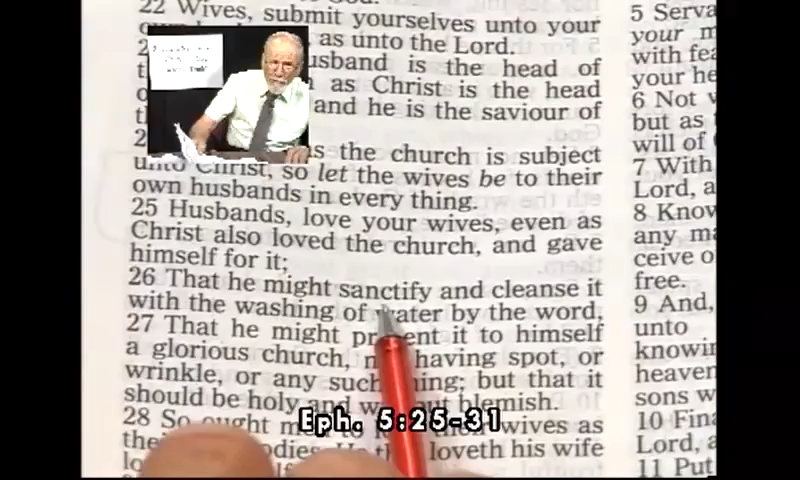 22 Wives, submit yourselves unto your
as unto the Lord.
usband is the head of
as Christ is the head
and he is the saviour of
s the church is subject
unto Christ, so let the wives be to their
own husbands in every thing.
25 Husbands, love your wives, even as
Christ also loved the church, and gave
himself for it;
26 That he might sanctify and cleanse it
with the washing of water by the word,
27 That he might present it to himself
a glorious church, having spot, or
wrinkle, or any such ing; but that it
should be holy and w out blemish.
28 So ought m wives as
odies. loveth his wife
Eph. 5:25-31
5 Serva
your m
with fea
your he
6 Not w
but as
will of
7 With
Lord, a
8 Know
any ma
ceive o
free.
9 And,
unto
knowin
heaven
sons w
10 Fina
Lord, a
11 Put